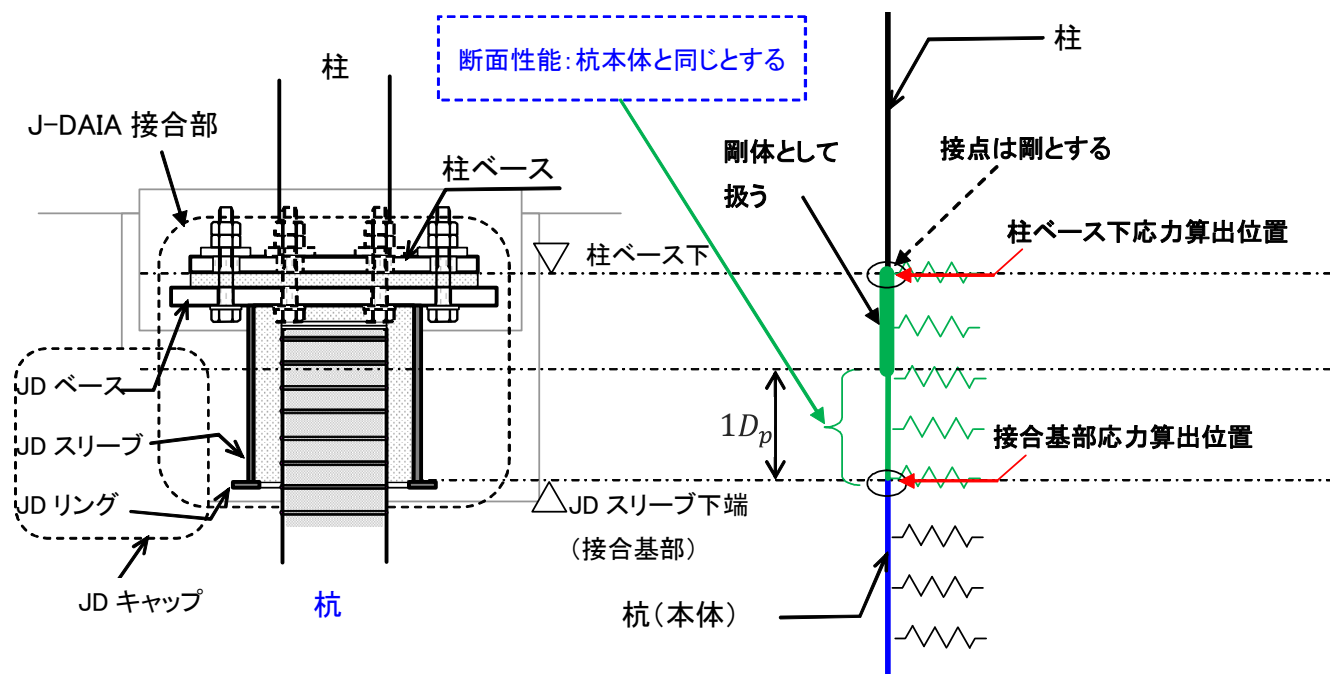 断面性能：杭本体と同じとする
柱
柱
J-DAIA 接合部
柱ベース
剛体として
扱う
接点は剛とする
柱ベース下応力算出位置
柱ベース下
JD ベース
JD スリーブ
JD リング
1Dp
接合基部応力算出位置
JD スリーブ下端
（接合基部）
JD キャップ
杭
杭（本体）